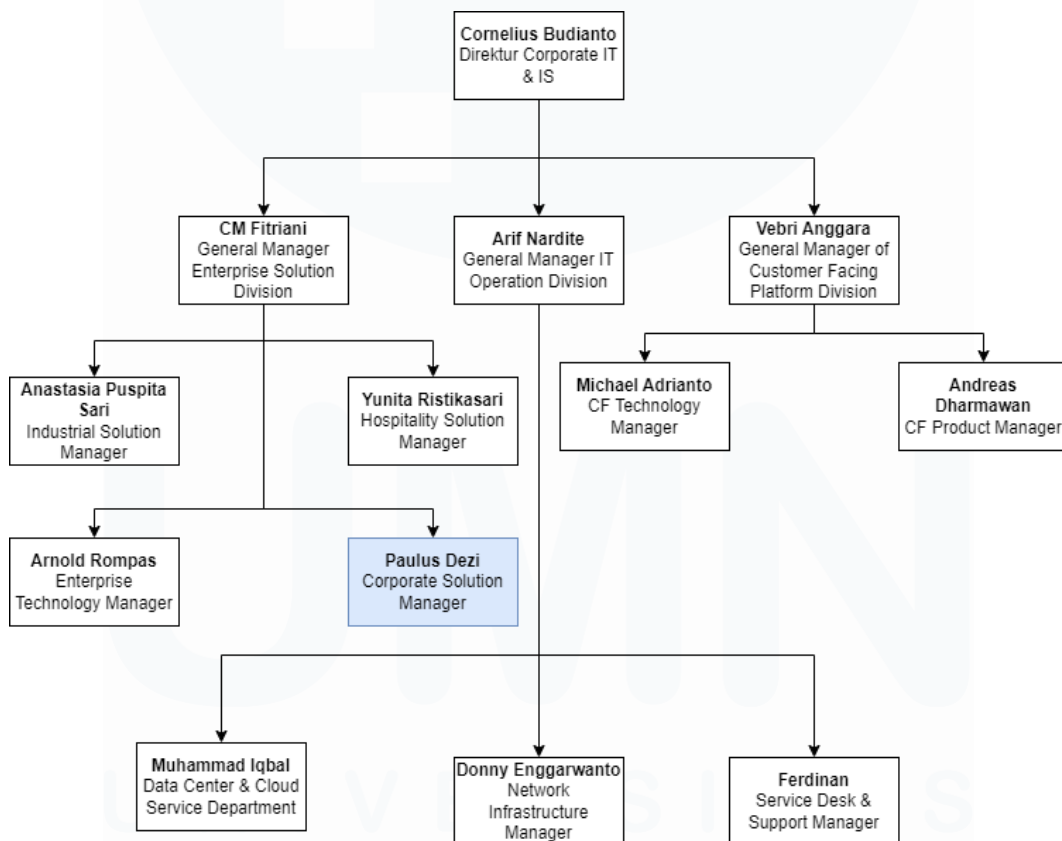 Cornelius Budianto
Direktur Corporate IT
& IS
CM Fitriani
General Manager
Enterprise Solution
Division
Arif Nardite
General Manager IT
Operation Division
Vebri Anggara
General Manager of
Customer Facing
Platform Division
Anastasia Puspita
Sari
Industrial Solution
Manager
Yunita Ristikasari
Hospitality Solution
Manager
Michael Adrianto
CF Technology
Manager
Andreas
Dharmawan
CF Product Manager
Arnold Rompas
Enterprise
Technology Manager
Paulus Dezi
Corporate Solution
Manager
Muhammad Iqbal
Data Center & Cloud
Service Department
Donny Enggarwanto
Network
Infrastructure
Manager
Ferdinan
Service Desk &
Support Manager
UMN